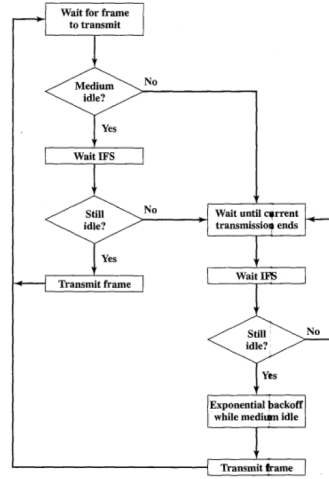 Wait for frame
to transmit
Medium
idle?
No
Yes
Wait IFS
Still
idle?
No
Yes
Transmit frame
Wait until current
transmission ends
Wait IFS
Still
idle?
No
Yes
Exponential backoff
while medium idle
Transmit frame